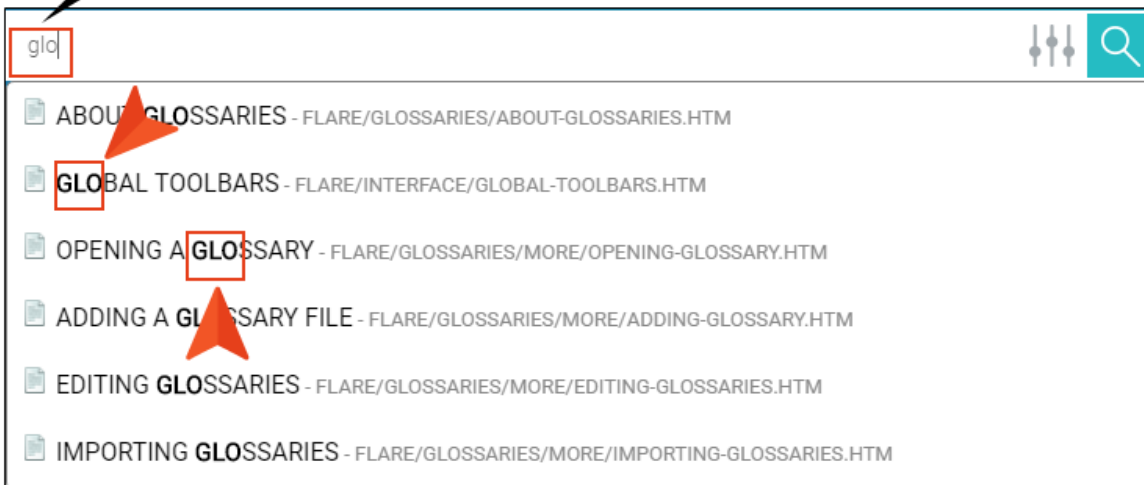 glo
ABOUT GLOSSARIES - FLARE/GLOSSARIES/ABOUT-GLOSSARIES.HTM
GLOBAL TOOLBARS - FLARE/INTERFACE/GLOBAL-TOOLBARS.HTM
OPENING A GLOSSARY - FLARE/GLOSSARIES/MORE/OPENING-GLOSSARY.HTM
ADDING A GLOSSARY FILE - FLARE/GLOSSARIES/MORE/ADDING-GLOSSARY.HTM
EDITING GLOSSARIES - FLARE/GLOSSARIES/MORE/EDITING-GLOSSARIES.HTM
IMPORTING GLOSSARIES - FLARE/GLOSSARIES/MORE/IMPORTING-GLOSSARIES.HTM